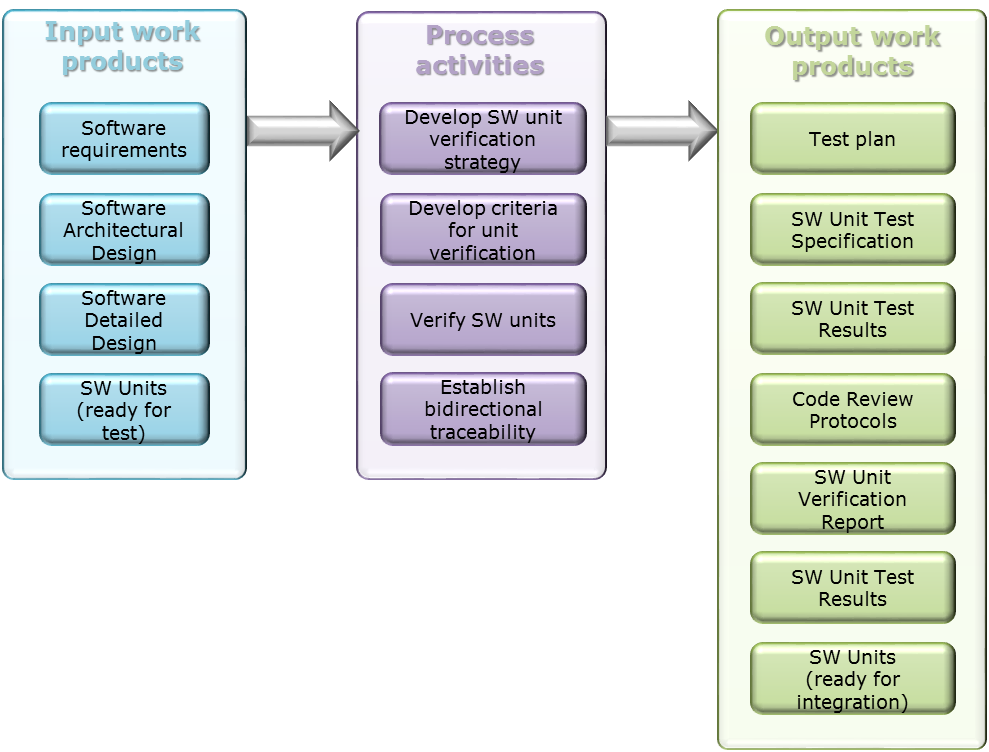 Input work
products
Software
requirements
Software
Architectural
Design
Software
Detailed
Design
SW Units
(ready for
test)
Process
activities
Develop SW unit
verification
strategy
Develop criteria
for unit
verification
Verify SW units
Establish
bidirectional
traceability
Output work
products
Test plan
SW Unit Test
Specification
SW Unit Test
Results
Code Review
Protocols
SW Unit
Verification
Report
SW Unit Test
Results
SW Units
(ready for
integration)